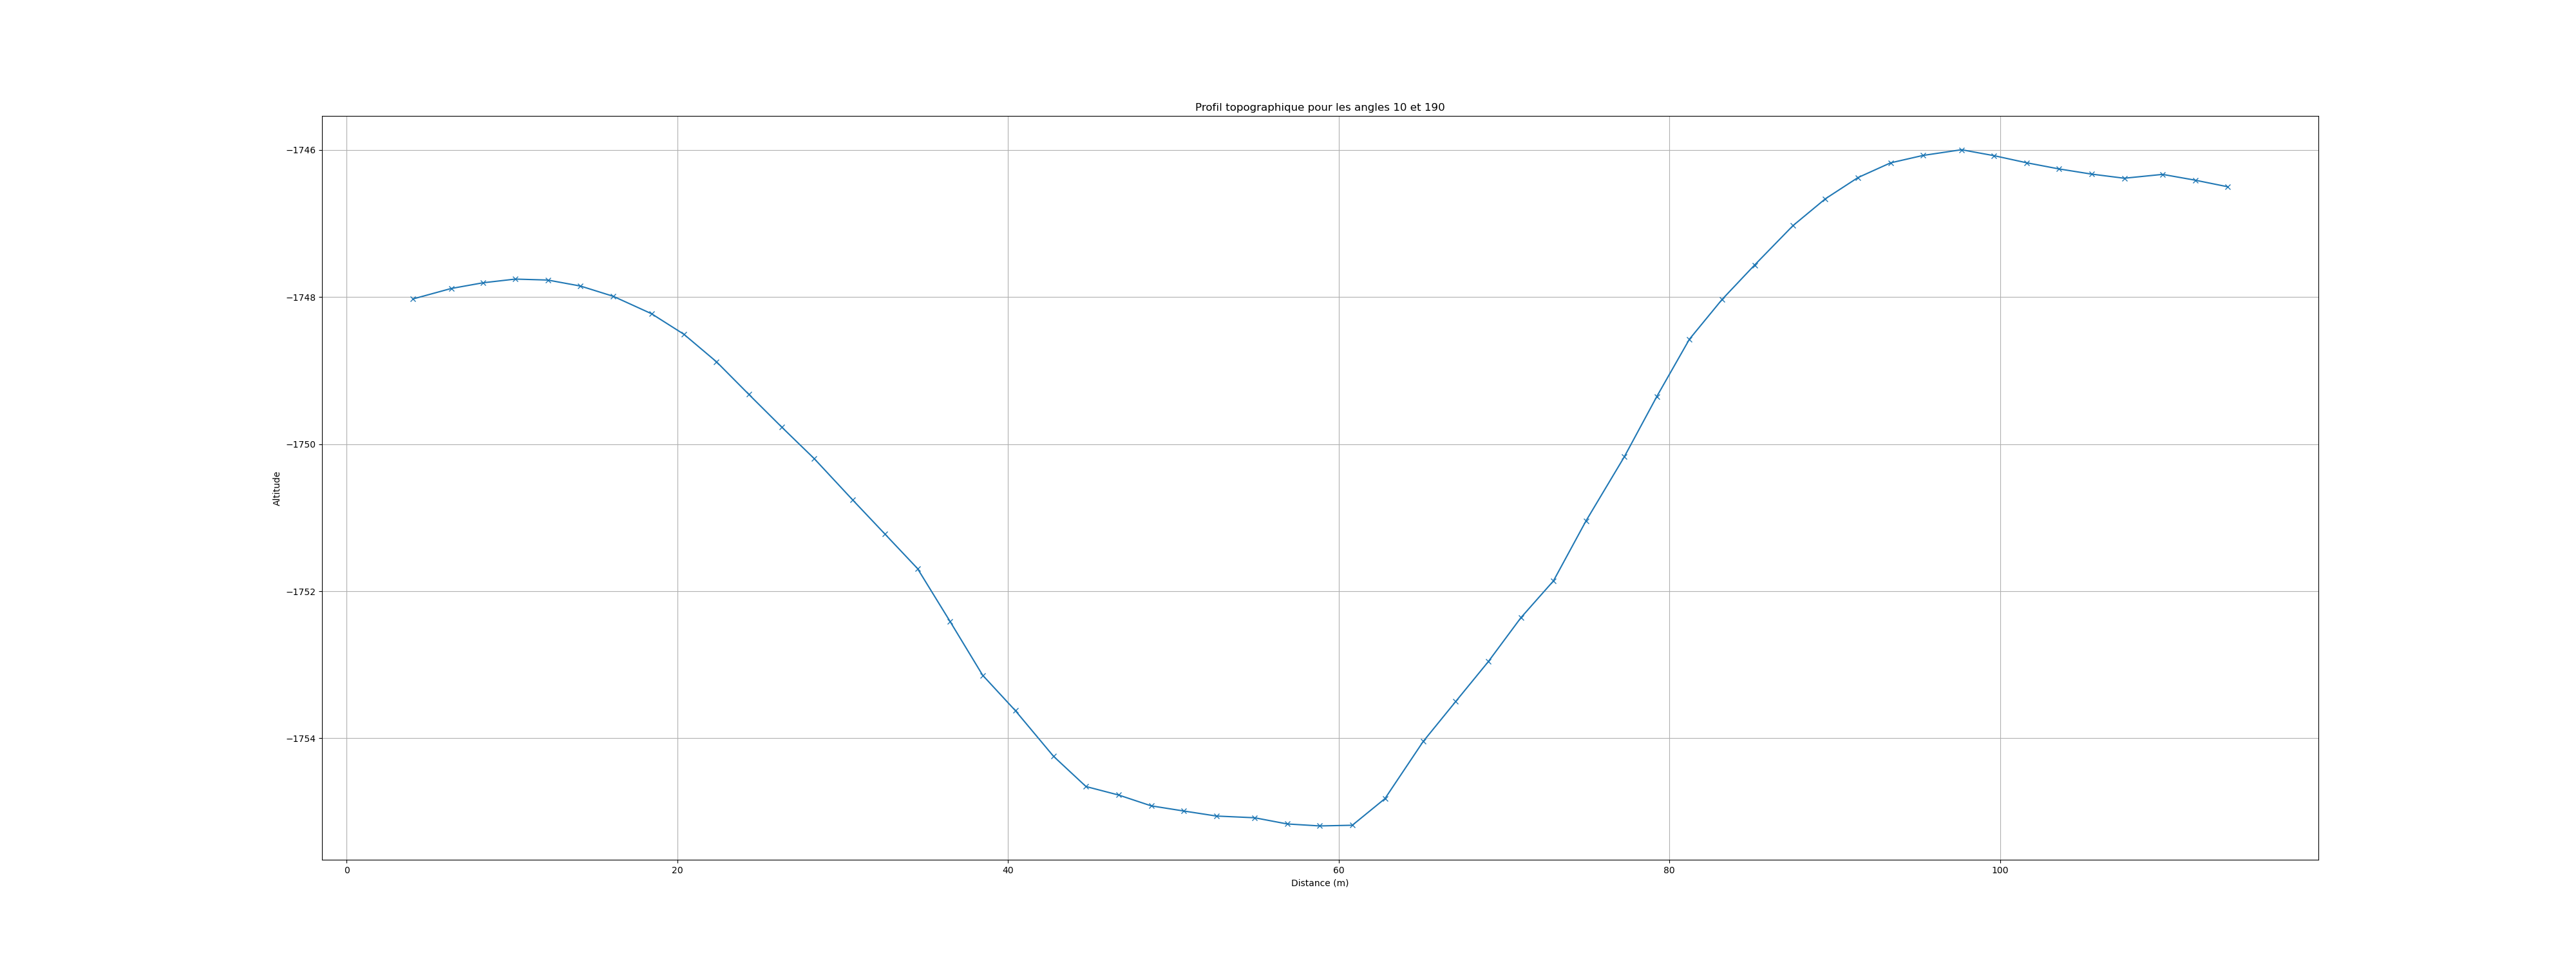 Profil topographique pour les angles 10 et 190
−1746
−1748
−1750
−1752
−1754
Altitude
0 20 40 60 80 100
Distance (m)